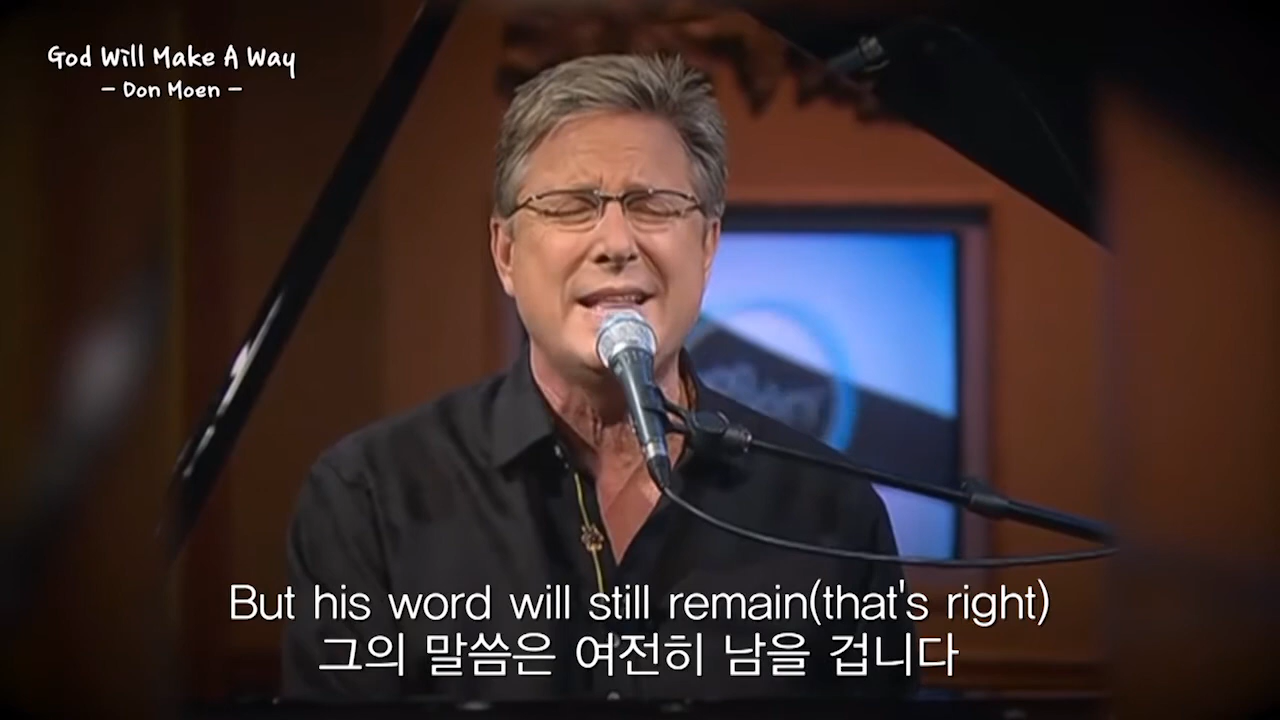 God Will Make A Way
- Don Moen -
But his word will still remain(that's right)
그의 말씀은 여전히 남을 겁니다